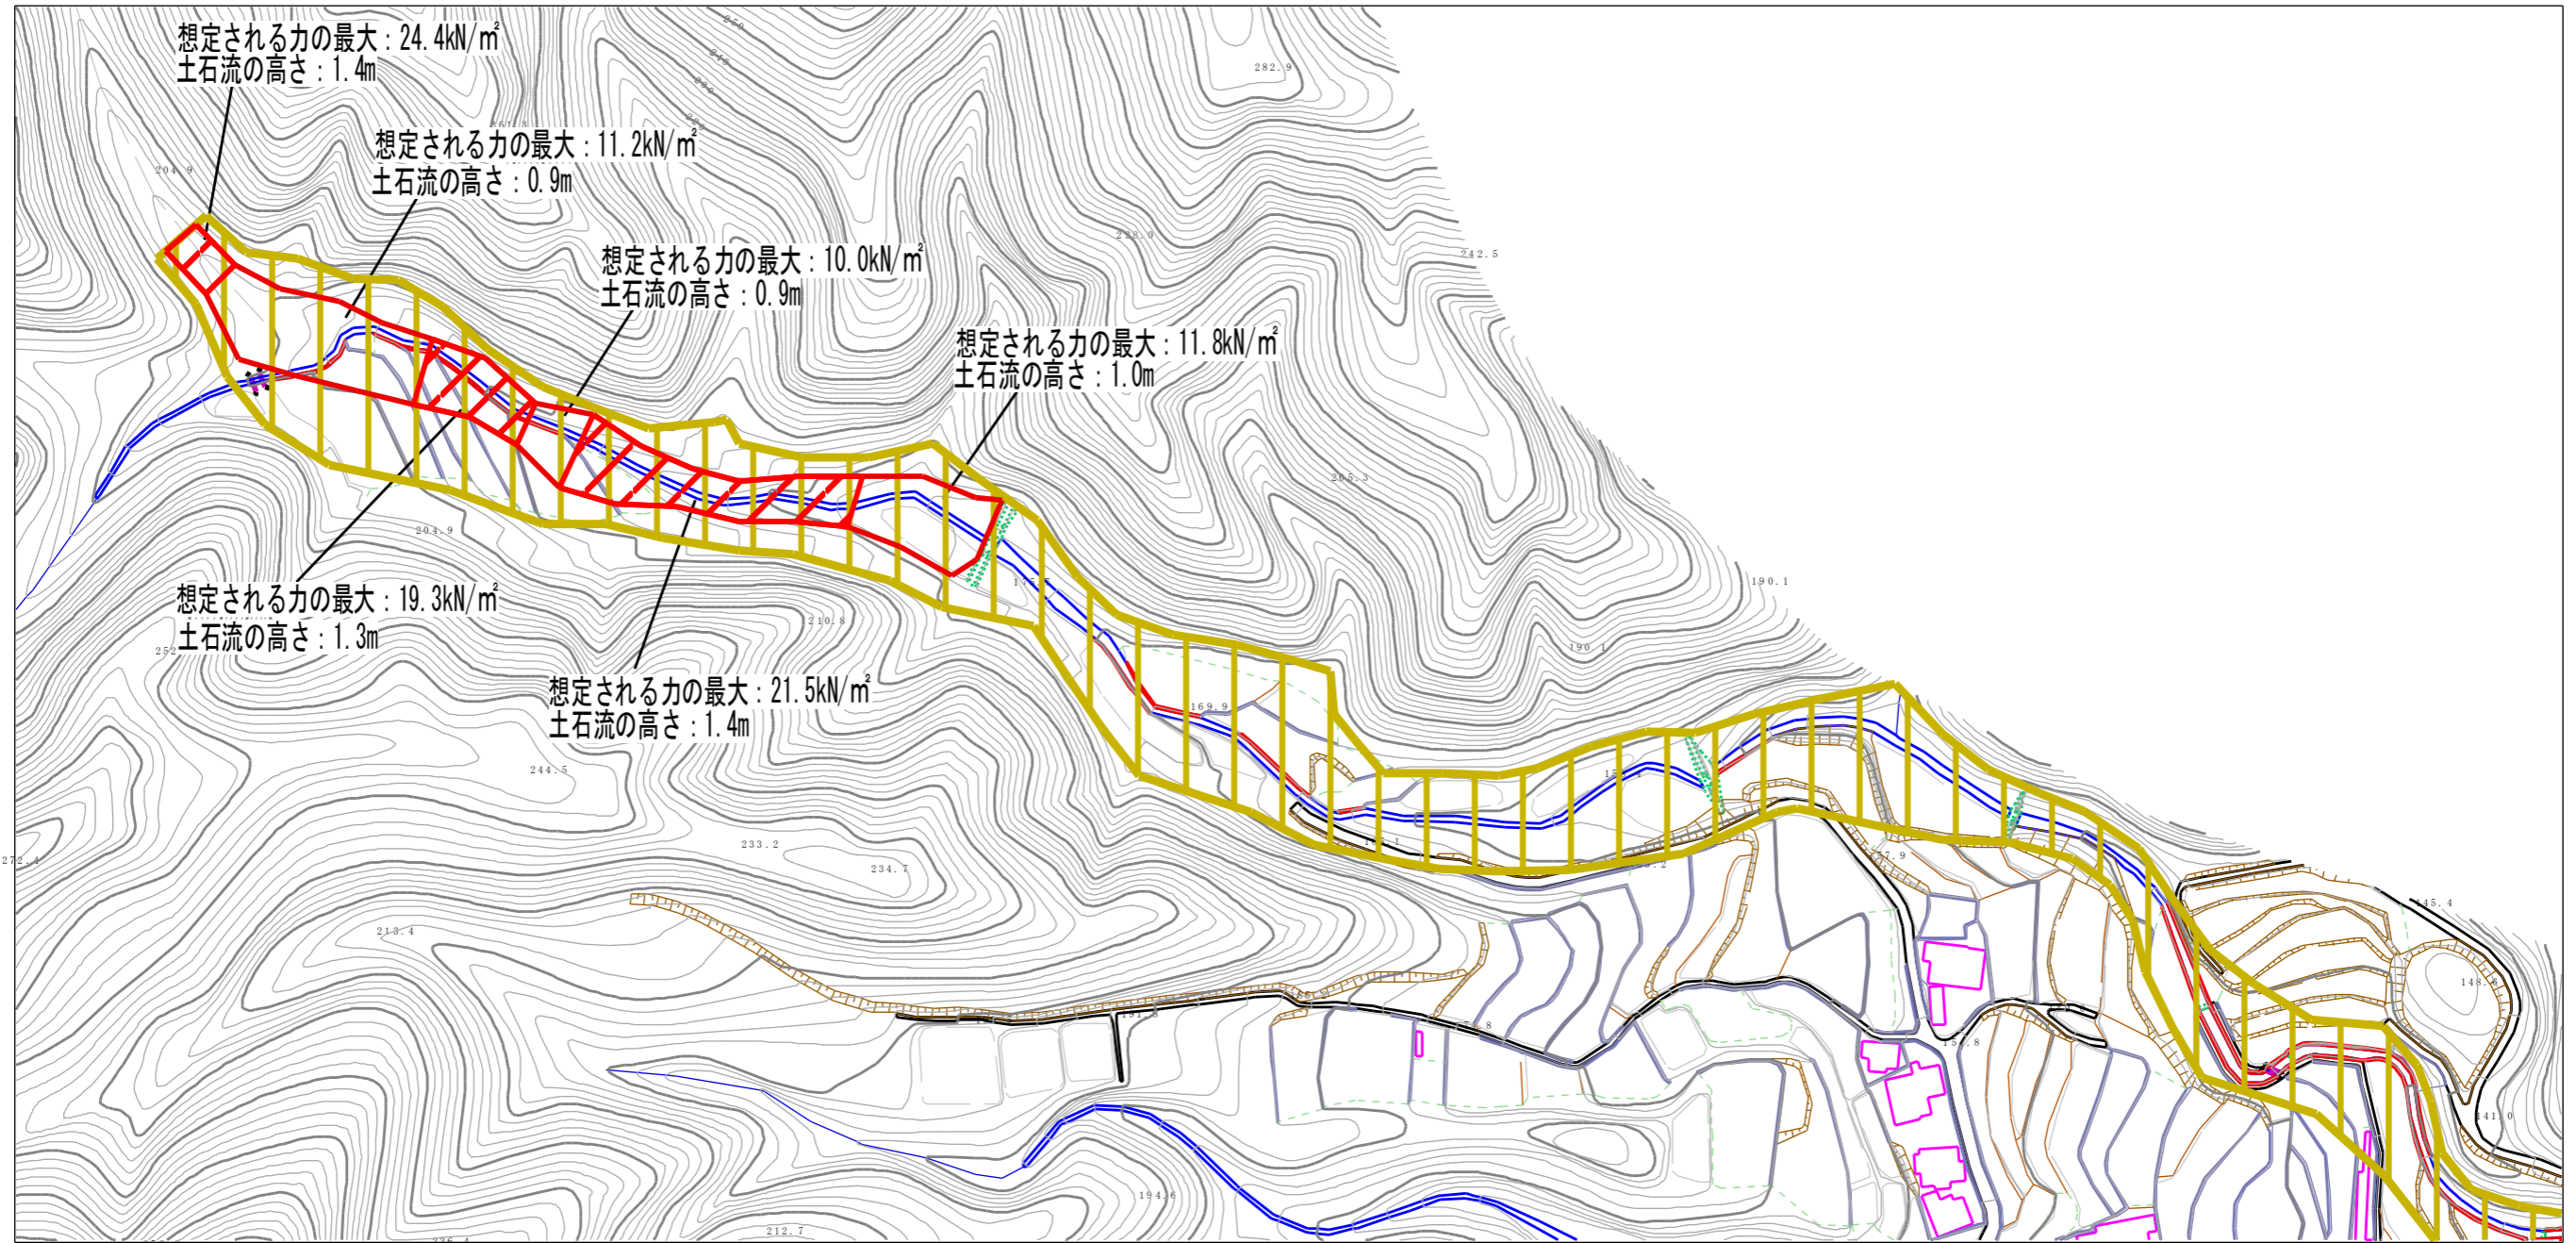 想定される力の最大：24.4kN/㎡
土石流の高さ：1.4m
想定される力の最大：11.2kN/㎡
土石流の高さ：0.9m
想定される力の最大：10.0kN/㎡
土石流の高さ：0.9m
想定される力の最大：11.8kN/㎡
土石流の高さ：1.0m
想定される力の最大：19.3kN/㎡
土石流の高さ：1.3m
想定される力の最大：21.5kN/㎡
土石流の高さ：1.4m
250
282.9
204.9
228.0
242.5
205.3
204.9
190.1
190.1
210.8
169.9
244.5
233.2
234.7
272.4
213.4
145.4
148.6
141.0
194.6
212.7